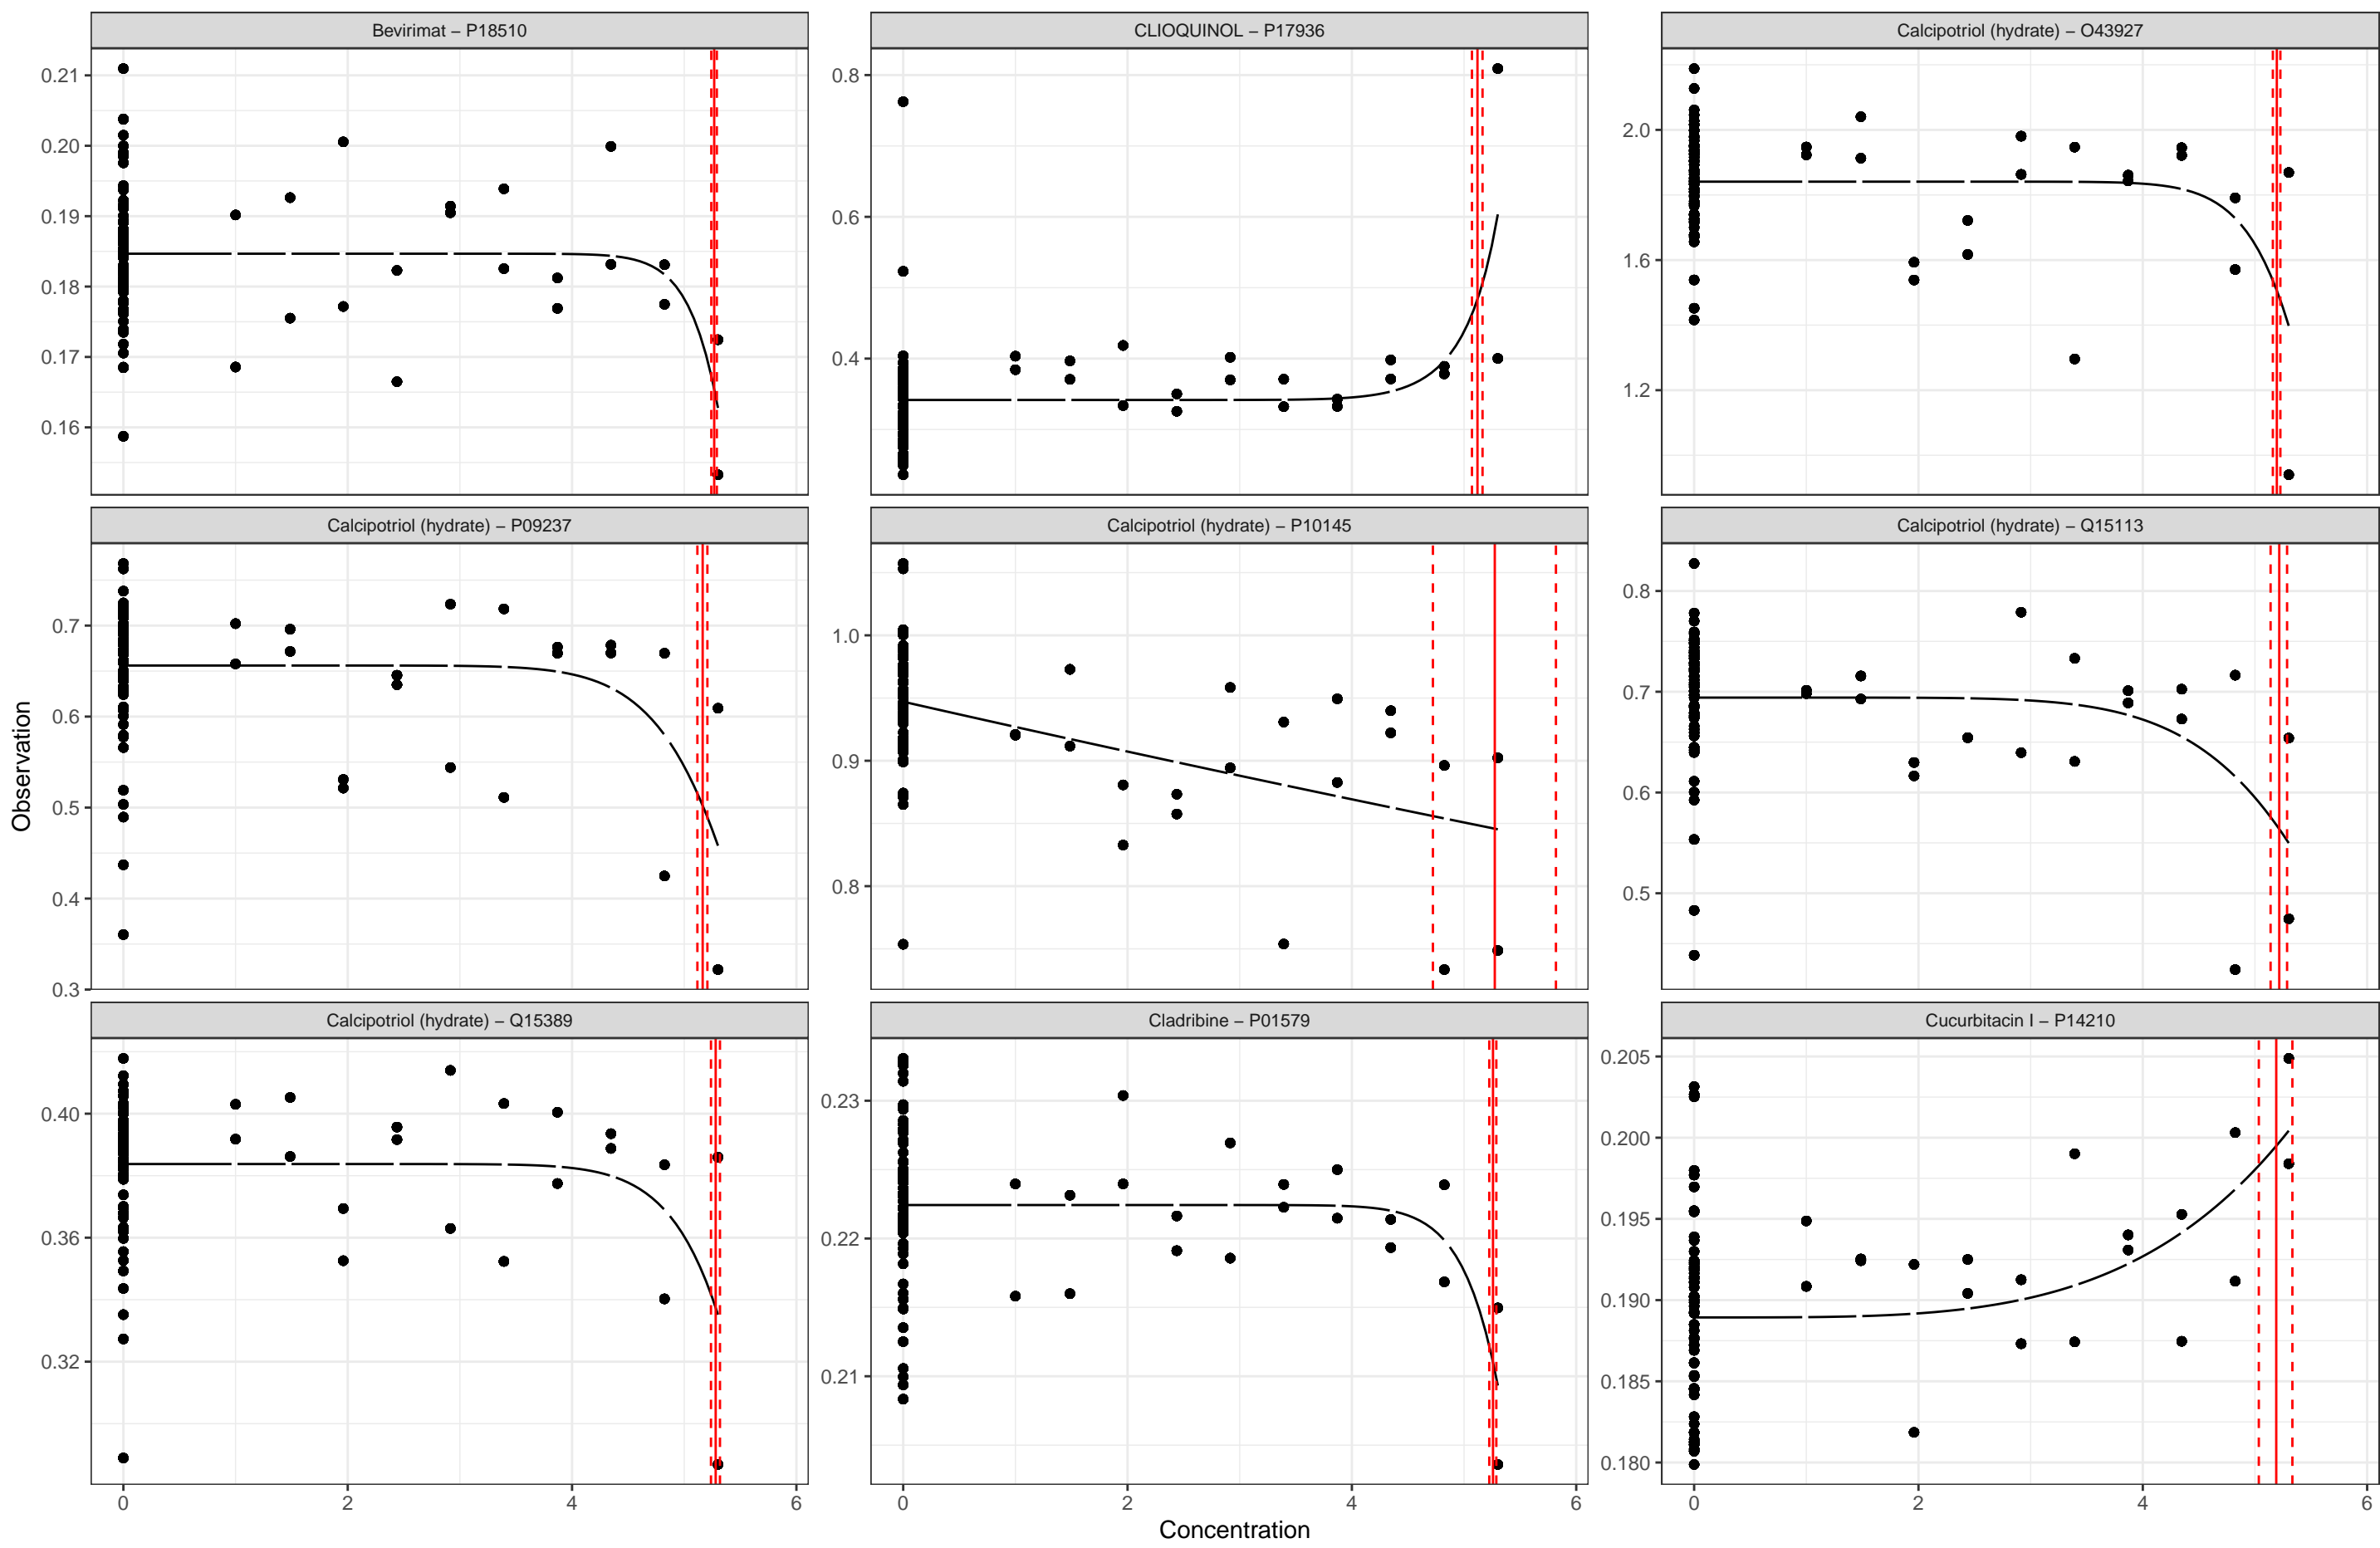 Bevirimat – P18510
CLIOQUINOL – P17936
Calcipotriol (hydrate) – O43927
0.21
0.20
0.19
0.18
0.17
0.16
0.8
0.6
0.4
2.0
1.6
1.2
Calcipotriol (hydrate) – P09237
Calcipotriol (hydrate) – P10145
Calcipotriol (hydrate) – Q15113
0.7
0.6
0.5
0.4
0.3
1.0
0.9
0.8
0.8
0.7
0.6
0.5
Observation
Calcipotriol (hydrate) – Q15389
Cladribine – P01579
Cucurbitacin I – P14210
0.40
0.36
0.32
0.23
0.22
0.21
0.205
0.200
0.195
0.190
0.185
0.180
0 2 4 6
0 2 4 6
0 2 4 6
Concentration